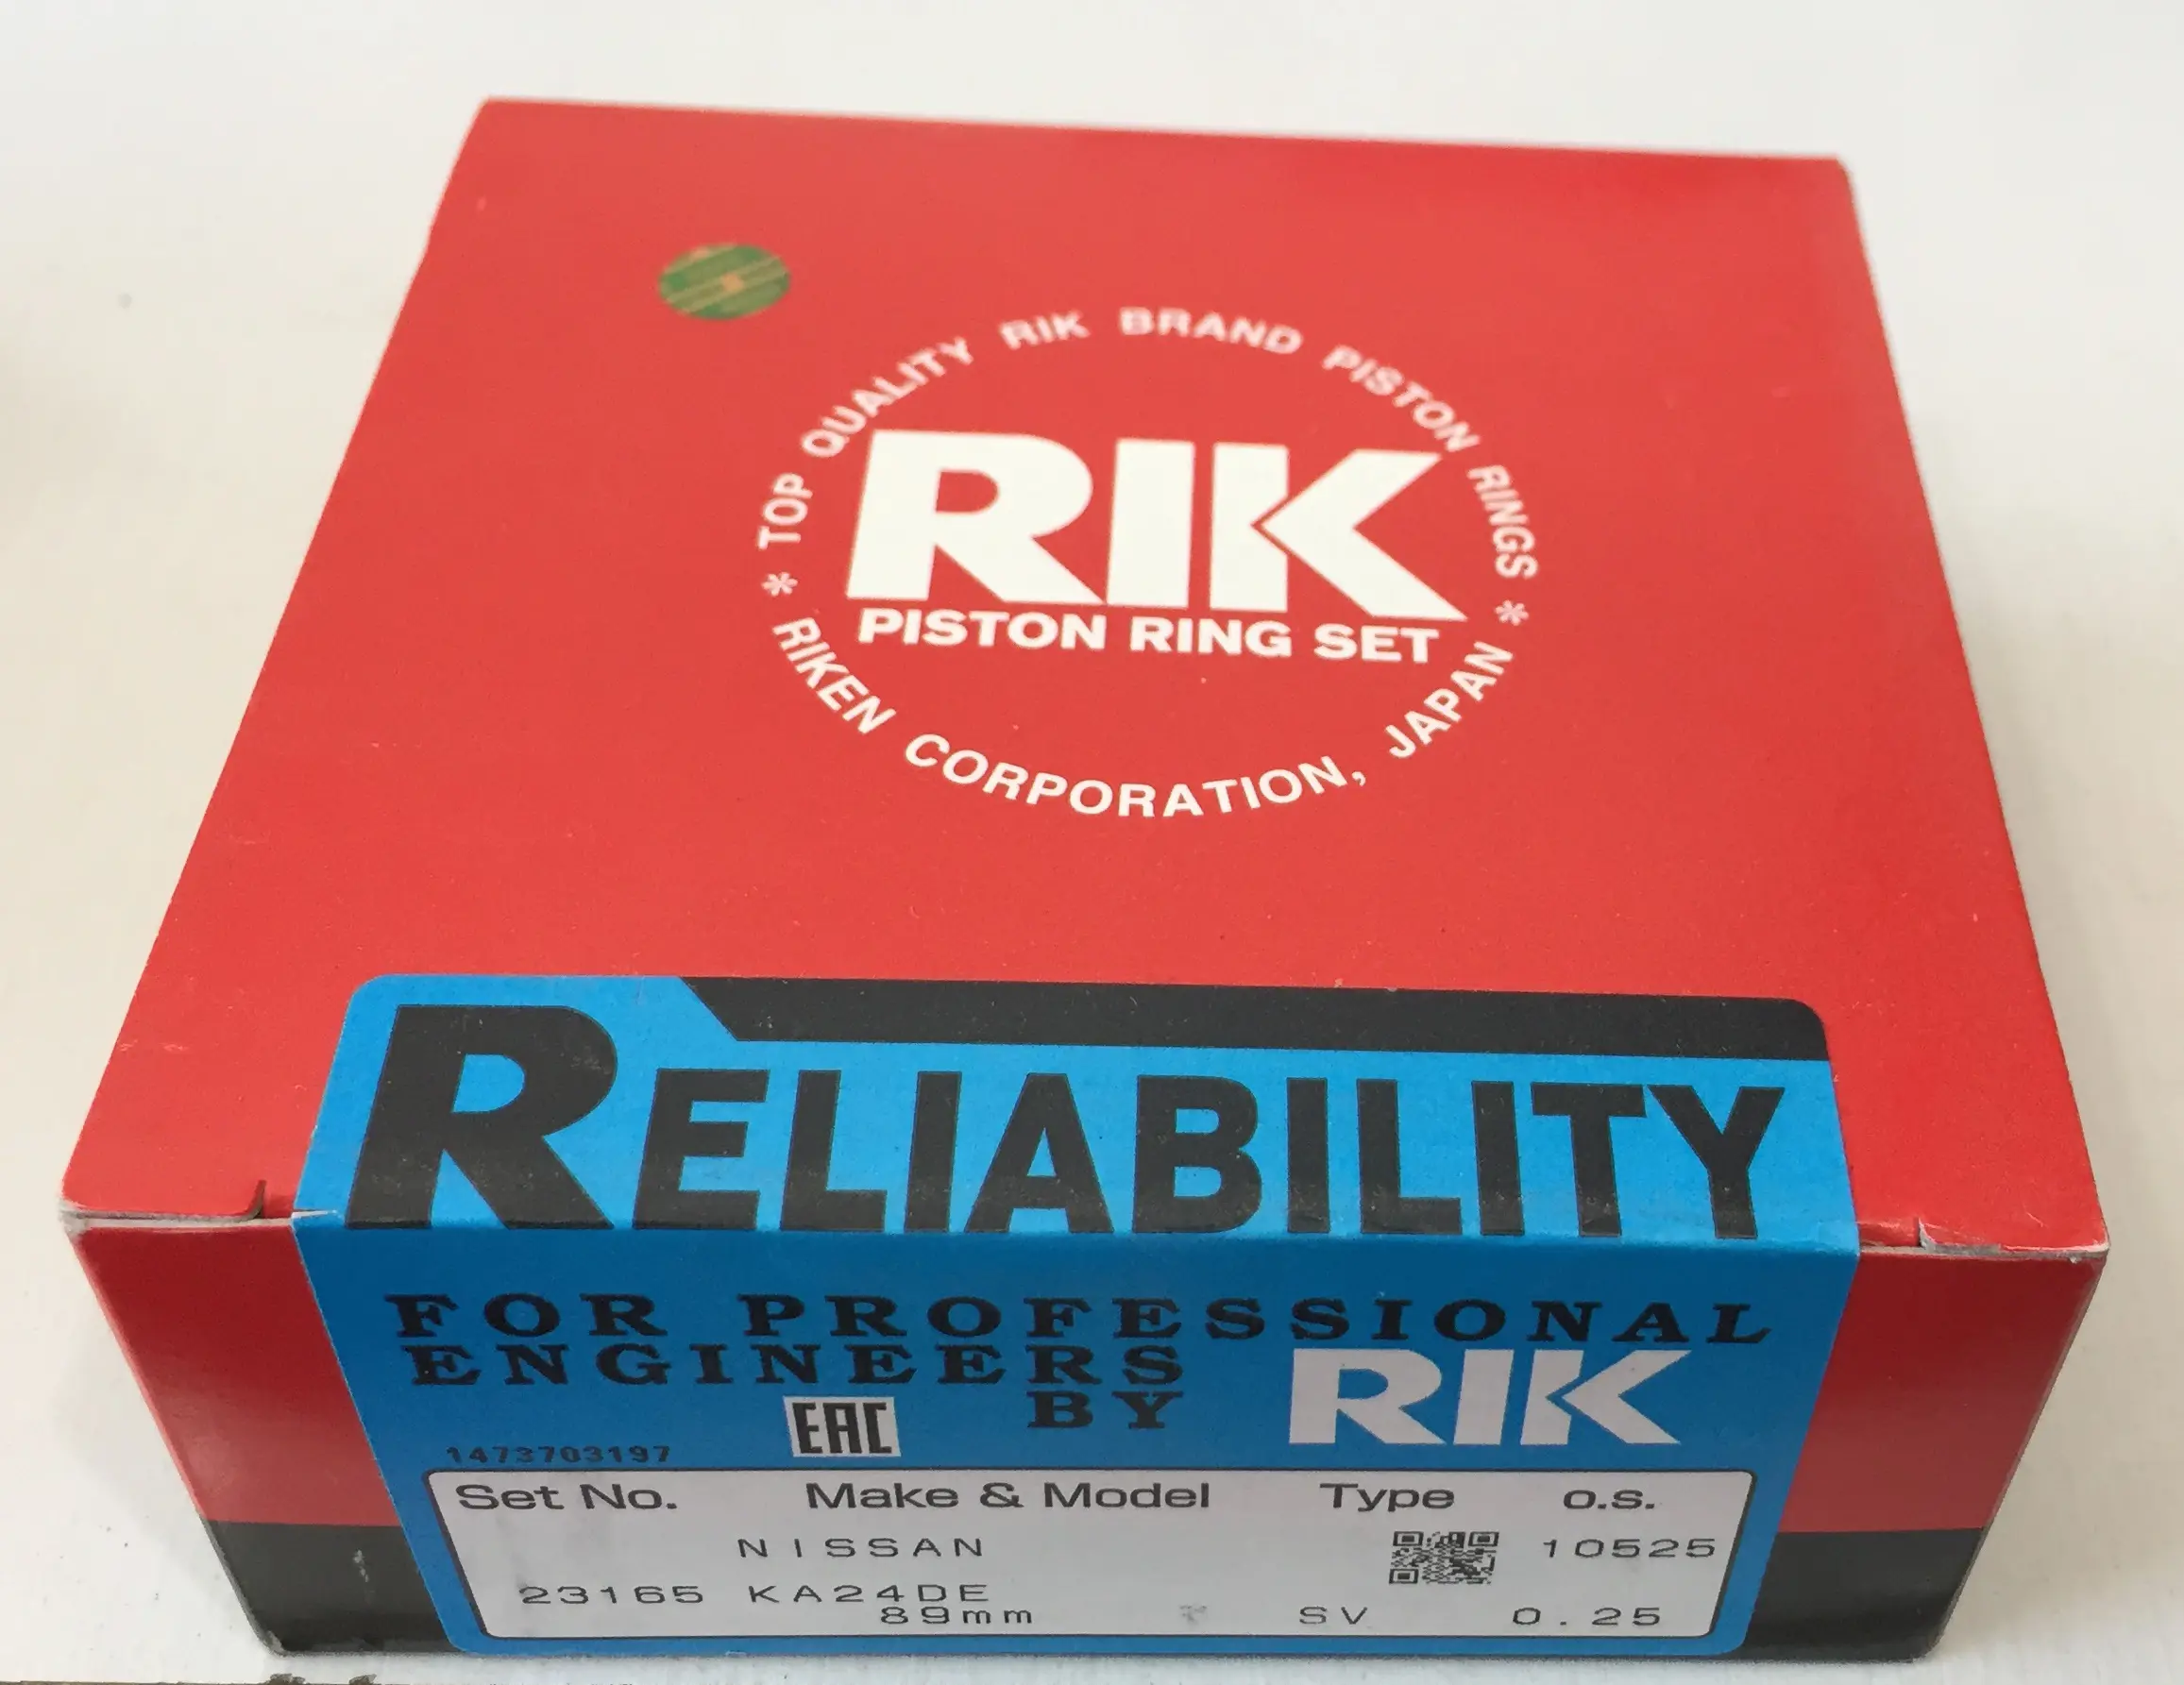 * TOP QUALITY RIK BRAND PISTON RINGS *
RIK
PISTON RING SET
RIKEN CORPORATION, JAPAN
RELIABILITY
FOR PROFESSIONAL
ENGINEERS
BY RIK
EAC
1473703197
Set No. Make & Model Type o.s.
NISSAN 10525
23165 KA24DE
89mm SV 0.25